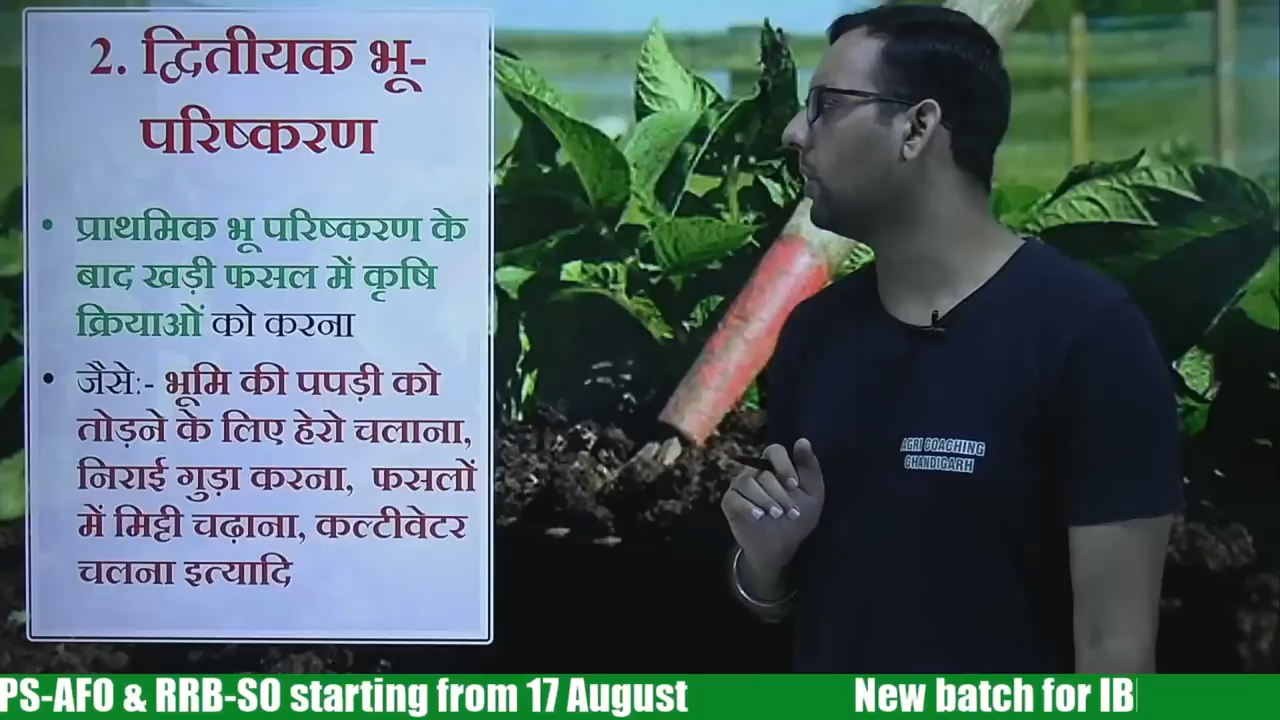 2. द्वितीयक भू-
परिष्करण
• प्राथमिक भू परिष्करण के
बाद खड़ी फसल में कृषि
क्रियाओं को करना
• जैसे:- भूमि की पपड़ी को
तोड़ने के लिए हेरो चलाना,
निराई गुड़ा करना, फसलों
में मिट्टी चढ़ाना, कल्टीवेटर
चलना इत्यादि
AGRI COACHING
CHANDIGARH
PS-AFO & RRB-SO starting from 17 August
New batch for IB